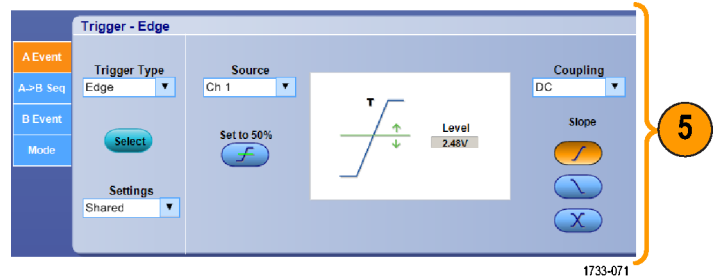 Trigger - Edge
A Event
A->B Seq
B Event
Mode
Trigger Type
Edge
Select
Settings
Shared
Source
Ch 1
Set to 50%
T
Level
2.48V
Coupling
DC
Slope
5
1733-071